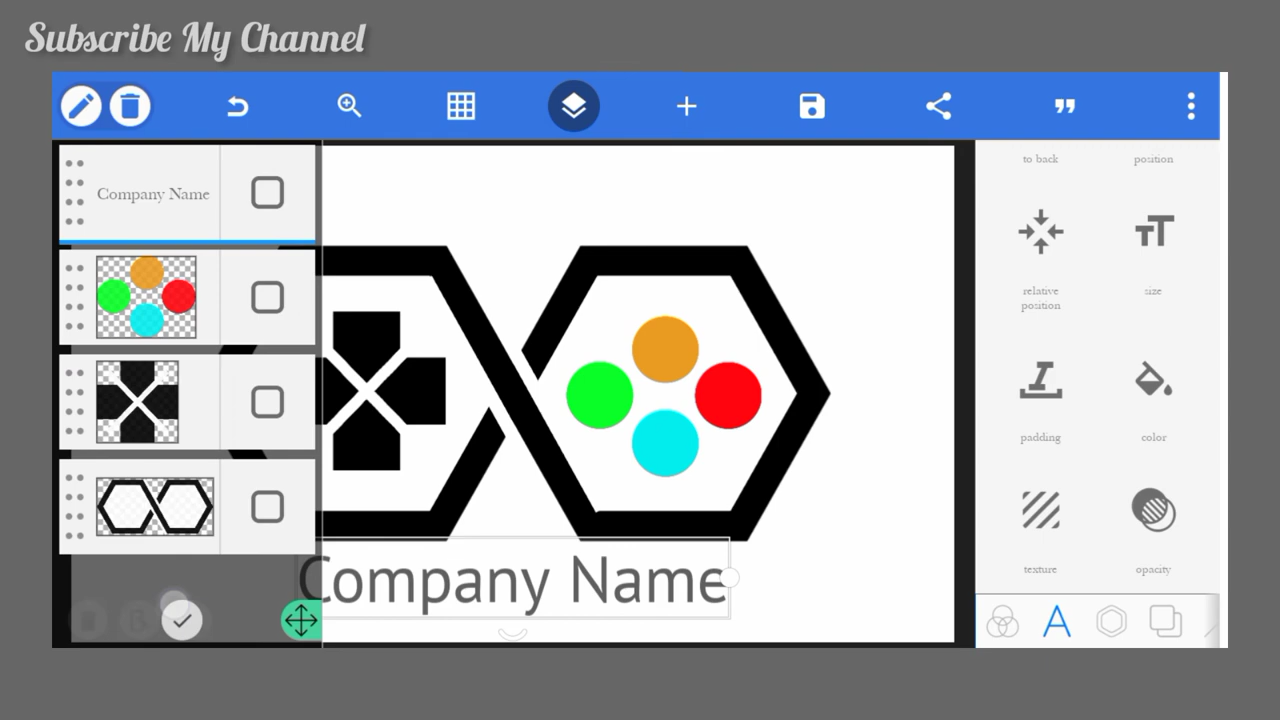 Subscribe My Channel
Company Name
to back
position
relative
position
size
padding
color
texture
opacity
Company Name